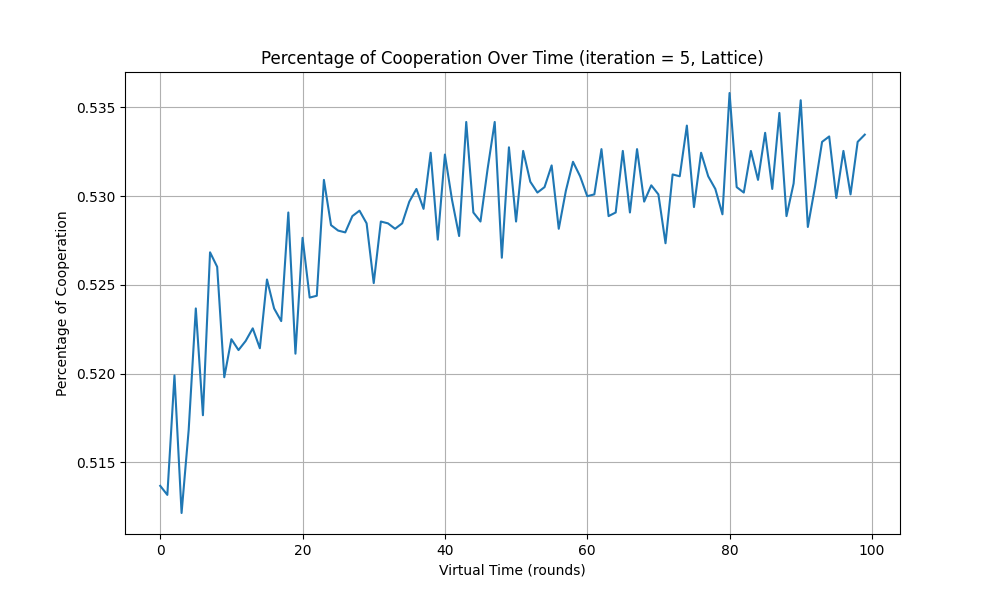 Percentage of Cooperation Over Time (iteration = 5, Lattice)
0.535
0.530
0.525
0.520
0.515
Percentage of Cooperation
0 20 40 60 80 100
Virtual Time (rounds)